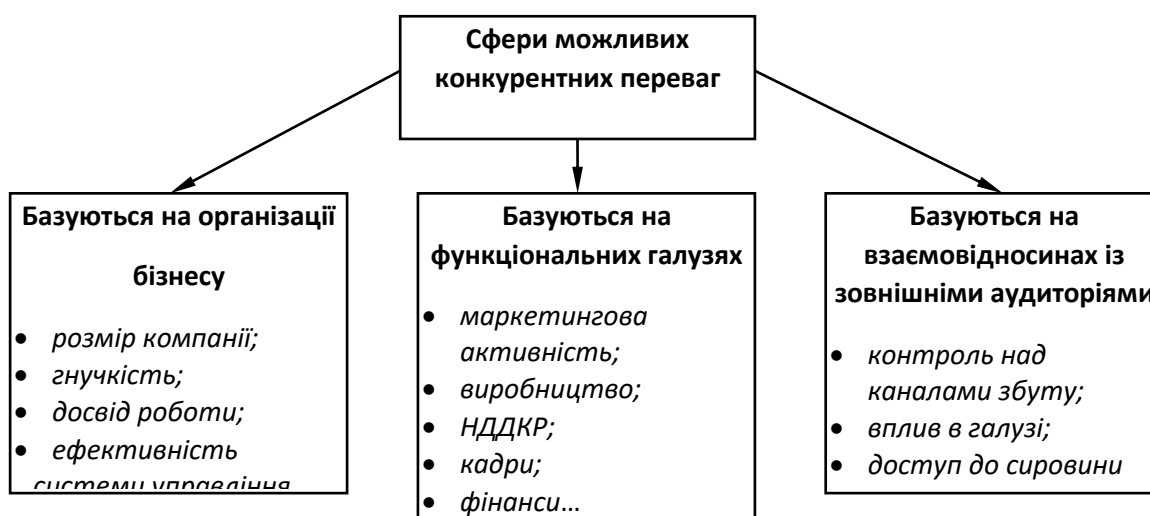 Сфери можливих
конкурентних переваг
Базуються на організації
бізнесу
• розмір компанії;
• гнучкість;
• досвід роботи;
• ефективність
системи управління
Базуються на
функціональних галузях
• маркетингова
активність;
• виробництво;
• НДДКР;
• кадри;
• фінанси...
Базуються на
взаємовідносинах із
зовнішніми аудиторіями
• контроль над
каналами збуту;
• вплив в галузі;
• доступ до сировини